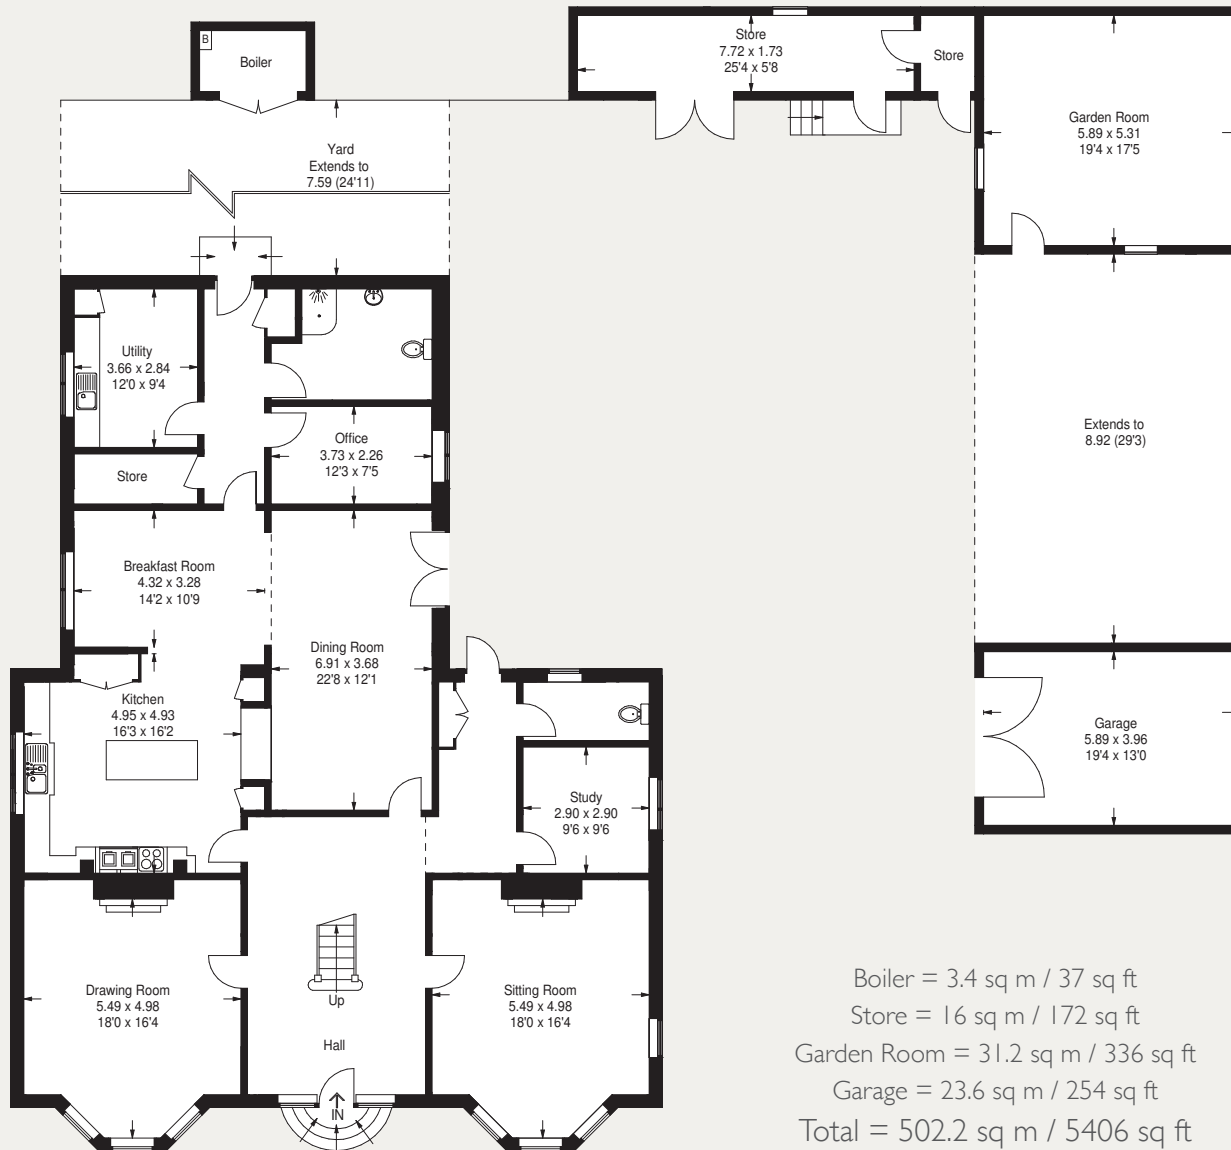 B
Boiler
Store
7.72 x 1.73
25'4 x 5'8
Store
Garden Room
5.89 x 5.31
19'4 x 17'5
Yard
Extends to
7.59 (24'11)
Utility
3.66 x 2.84
12'0 x 9'4
Office
3.73 x 2.26
12'3 x 7'5
Store
Extends to
8.92 (29'3)
Breakfast Room
4.32 x 3.28
14'2 x 10'9
Dining Room
6.91 x 3.68
22'8 x 12'1
Kitchen
4.95 x 4.93
16'3 x 16'2
Garage
5.89 x 3.96
19'4 x 13'0
Study
2.90 x 2.90
9'6 x 9'6
Drawing Room
5.49 x 4.98
18'0 x 16'4
Up
Hall
IN
Sitting Room
5.49 x 4.98
18'0 x 16'4
Boiler = 3.4 sq m / 37 sq ft
Store = 16 sq m / 172 sq ft
Garden Room = 31.2 sq m / 336 sq ft
Garage = 23.6 sq m / 254 sq ft
Total = 502.2 sq m / 5406 sq ft